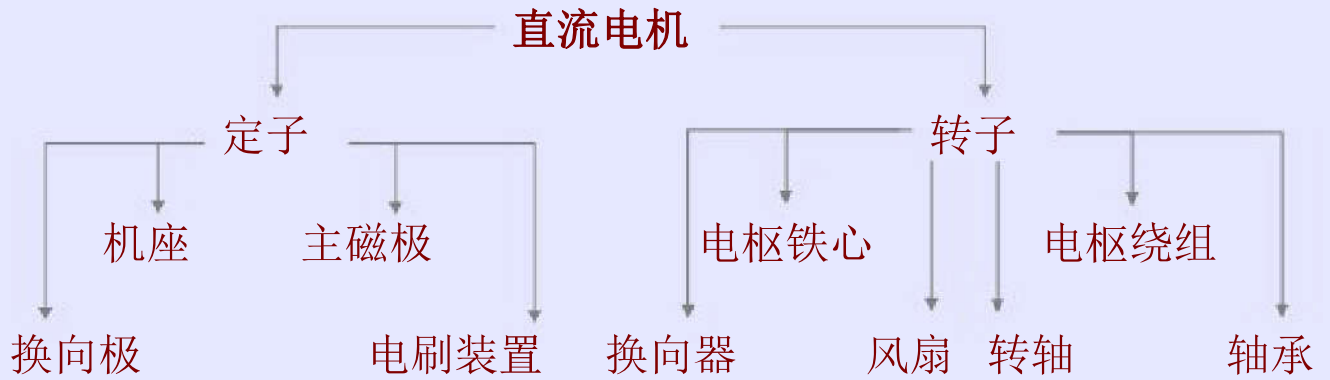 直流电机
定子 转子
机座 主磁极 电枢铁心 电枢绕组
换向极 电刷装置 换向器 风扇 转轴 轴承